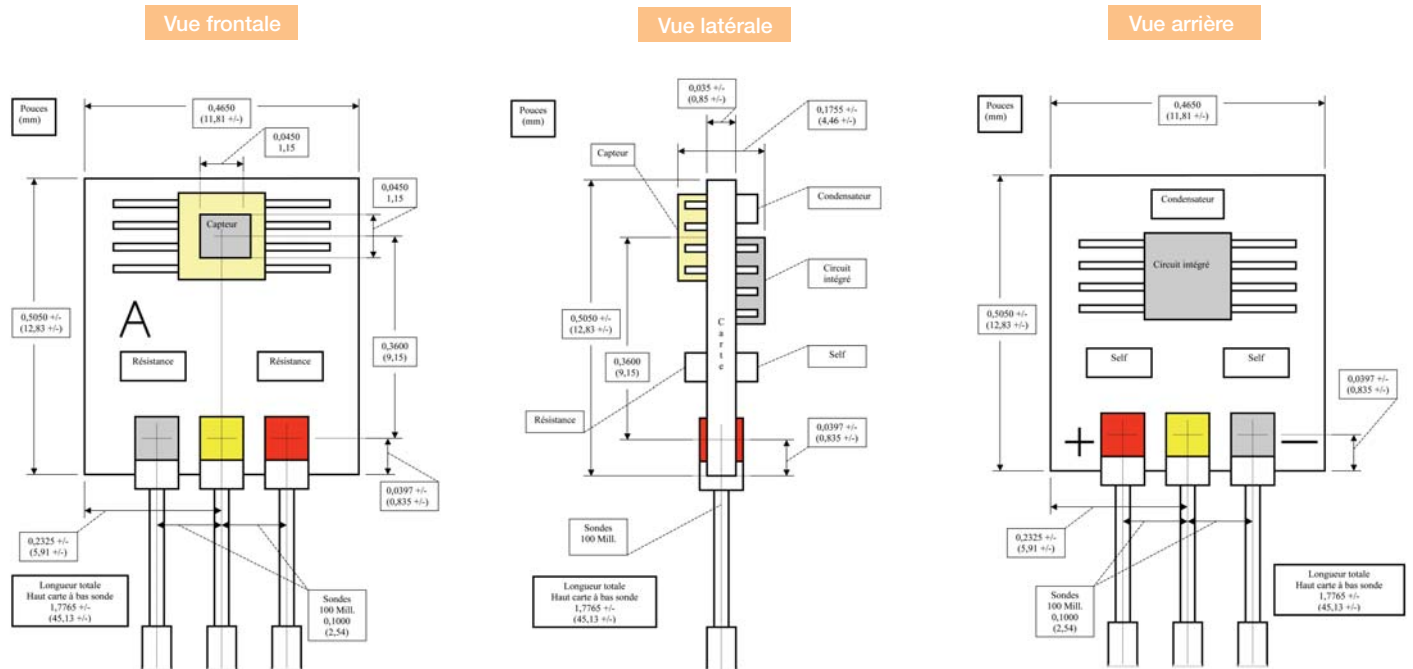 Vue frontale
Pouces
(mm)
0,4650
(11,81 +/-)
0,0450
1,15
0,0450
1,15
Capteur
A
0,5050 +/-
(12,83 +/-)
0,3600
(9,15)
Résistance
Résistance
0,0397 +/-
(0,835 +/-)
0,2325 +/-
(5,91 +/-)
Longueur totale
Haut carte à bas sonde
1,7765 +/-
(45,13 +/-)
Sondes
100 Mill.
0,1000
(2,54)
Vue latérale
Pouces
(mm)
0,035 +/-
(0,85 +/-)
0,1755 +/-
(4,46 +/-)
Capteur
Condensateur
Circuit
intégré
0,5050 +/-
(12,83 +/-)
0,3600
(9,15)
Carte
Self
Résistance
0,0397 +/-
(0,835 +/-)
Sondes
100 Mill.
Longueur totale
Haut carte à bas sonde
1,7765 +/-
(45,13 +/-)
Vue arrière
Pouces
(mm)
0,4650
(11,81 +/-)
Condensateur
Circuit intégré
0,5050 +/-
(12,83 +/-)
Self
Self
0,0397 +/-
(0,835 +/-)
+
−
0,2325 +/-
(5,91 +/-)
Sondes
100 Mill.
0,1000
(2,54)
Longueur totale
Haut carte à bas sonde
1,7765 +/-
(45,13 +/-)